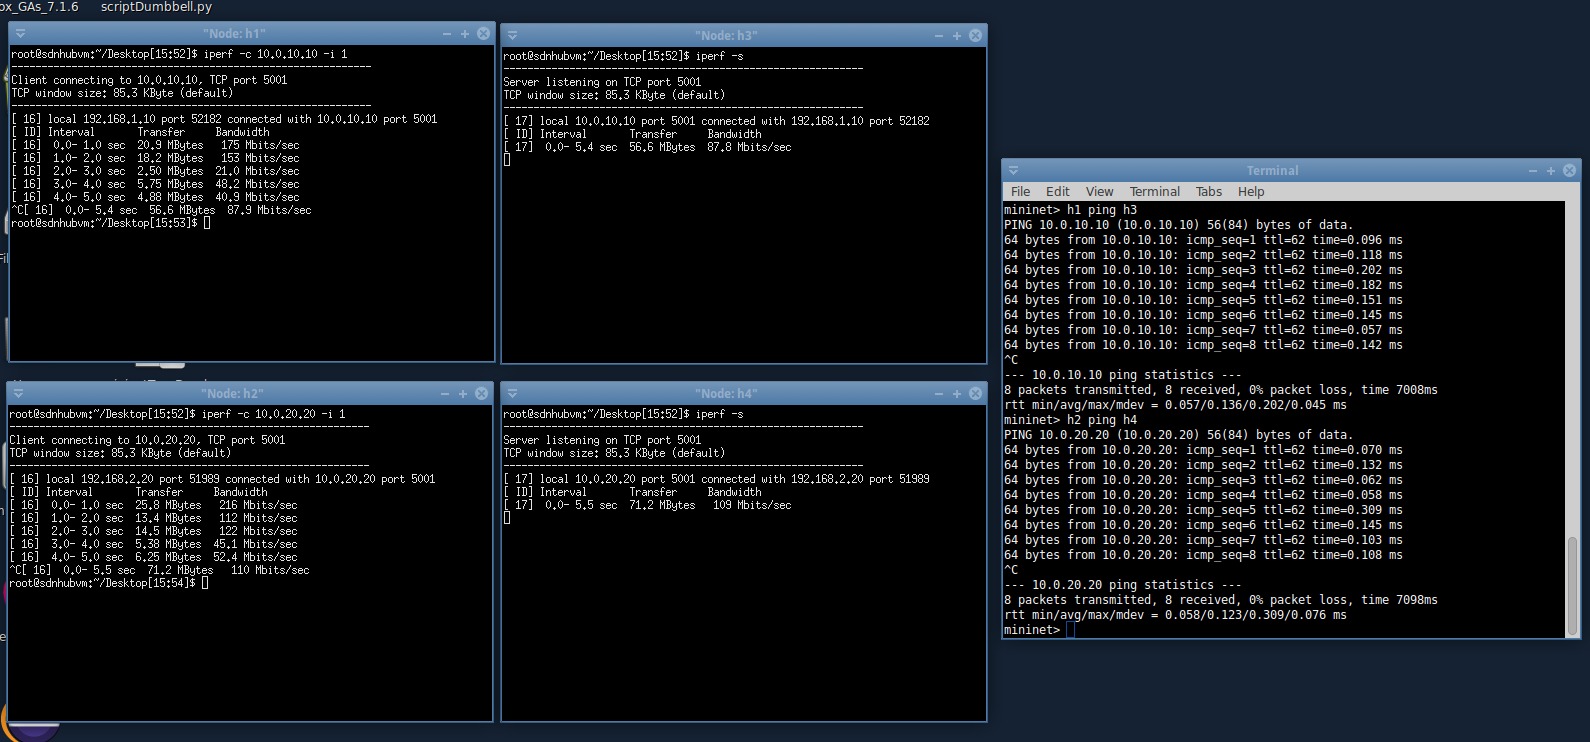 ox_GAs_7.1.6 scriptDumbbell.py
"Node: h1"
root@sdnhubvm:~/Desktop[15:52]$ iperf -c 10.0.10.10 -i 1
------------------------------------------------------------
Client connecting to 10.0.10.10, TCP port 5001
TCP window size: 85.3 KByte (default)
------------------------------------------------------------
[ 16] local 192.168.1.10 port 52182 connected with 10.0.10.10 port 5001
[ ID] Interval       Transfer     Bandwidth
[ 16]  0.0- 1.0 sec  20.9 MBytes   175 Mbits/sec
[ 16]  1.0- 2.0 sec  18.2 MBytes   153 Mbits/sec
[ 16]  2.0- 3.0 sec  2.50 MBytes  21.0 Mbits/sec
[ 16]  3.0- 4.0 sec  5.75 MBytes  48.2 Mbits/sec
[ 16]  4.0- 5.0 sec  4.88 MBytes  40.9 Mbits/sec
^C[ 16]  0.0- 5.4 sec  56.6 MBytes  87.9 Mbits/sec
root@sdnhubvm:~/Desktop[15:53]$
"Node: h3"
root@sdnhubvm:~/Desktop[15:52]$ iperf -s
------------------------------------------------------------
Server listening on TCP port 5001
TCP window size: 85.3 KByte (default)
------------------------------------------------------------
[ 17] local 10.0.10.10 port 5001 connected with 192.168.1.10 port 52182
[ ID] Interval       Transfer     Bandwidth
[ 17]  0.0- 5.4 sec  56.6 MBytes  87.8 Mbits/sec
"Node: h2"
root@sdnhubvm:~/Desktop[15:52]$ iperf -c 10.0.20.20 -i 1
------------------------------------------------------------
Client connecting to 10.0.20.20, TCP port 5001
TCP window size: 85.3 KByte (default)
------------------------------------------------------------
[ 16] local 192.168.2.20 port 51989 connected with 10.0.20.20 port 5001
[ ID] Interval       Transfer     Bandwidth
[ 16]  0.0- 1.0 sec  25.8 MBytes   216 Mbits/sec
[ 16]  1.0- 2.0 sec  13.4 MBytes   112 Mbits/sec
[ 16]  2.0- 3.0 sec  14.5 MBytes   122 Mbits/sec
[ 16]  3.0- 4.0 sec  5.38 MBytes  45.1 Mbits/sec
[ 16]  4.0- 5.0 sec  6.25 MBytes  52.4 Mbits/sec
^C[ 16]  0.0- 5.5 sec  71.2 MBytes   110 Mbits/sec
root@sdnhubvm:~/Desktop[15:54]$
"Node: h4"
root@sdnhubvm:~/Desktop[15:52]$ iperf -s
------------------------------------------------------------
Server listening on TCP port 5001
TCP window size: 85.3 KByte (default)
------------------------------------------------------------
[ 17] local 10.0.20.20 port 5001 connected with 192.168.2.20 port 51989
[ ID] Interval       Transfer     Bandwidth
[ 17]  0.0- 5.5 sec  71.2 MBytes   109 Mbits/sec
Terminal
File Edit View Terminal Tabs Help
mininet> h1 ping h3
PING 10.0.10.10 (10.0.10.10) 56(84) bytes of data.
64 bytes from 10.0.10.10: icmp_seq=1 ttl=62 time=0.096 ms
64 bytes from 10.0.10.10: icmp_seq=2 ttl=62 time=0.118 ms
64 bytes from 10.0.10.10: icmp_seq=3 ttl=62 time=0.202 ms
64 bytes from 10.0.10.10: icmp_seq=4 ttl=62 time=0.182 ms
64 bytes from 10.0.10.10: icmp_seq=5 ttl=62 time=0.151 ms
64 bytes from 10.0.10.10: icmp_seq=6 ttl=62 time=0.145 ms
64 bytes from 10.0.10.10: icmp_seq=7 ttl=62 time=0.057 ms
64 bytes from 10.0.10.10: icmp_seq=8 ttl=62 time=0.142 ms
^C
--- 10.0.10.10 ping statistics ---
8 packets transmitted, 8 received, 0% packet loss, time 7008ms
rtt min/avg/max/mdev = 0.057/0.136/0.202/0.045 ms
mininet> h2 ping h4
PING 10.0.20.20 (10.0.20.20) 56(84) bytes of data.
64 bytes from 10.0.20.20: icmp_seq=1 ttl=62 time=0.070 ms
64 bytes from 10.0.20.20: icmp_seq=2 ttl=62 time=0.132 ms
64 bytes from 10.0.20.20: icmp_seq=3 ttl=62 time=0.062 ms
64 bytes from 10.0.20.20: icmp_seq=4 ttl=62 time=0.058 ms
64 bytes from 10.0.20.20: icmp_seq=5 ttl=62 time=0.309 ms
64 bytes from 10.0.20.20: icmp_seq=6 ttl=62 time=0.145 ms
64 bytes from 10.0.20.20: icmp_seq=7 ttl=62 time=0.103 ms
64 bytes from 10.0.20.20: icmp_seq=8 ttl=62 time=0.108 ms
^C
--- 10.0.20.20 ping statistics ---
8 packets transmitted, 8 received, 0% packet loss, time 7098ms
rtt min/avg/max/mdev = 0.058/0.123/0.309/0.076 ms
mininet>